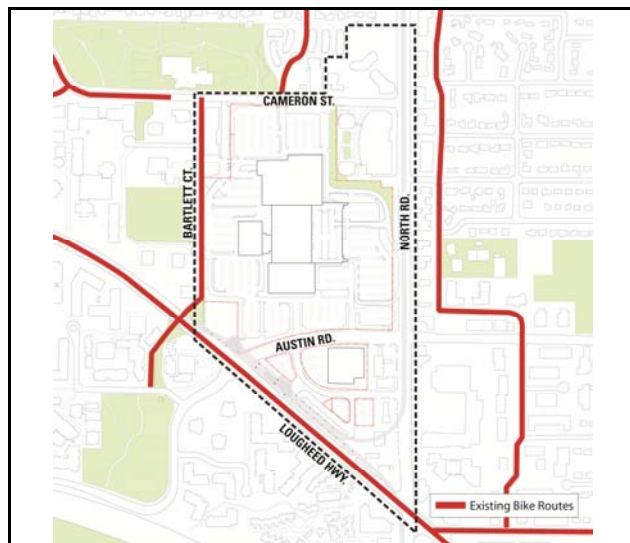 CAMERON ST.
BARTLETT CT.
NORTH RD.
AUSTIN RD.
LOUGHEED HWY.
Existing Bike Routes